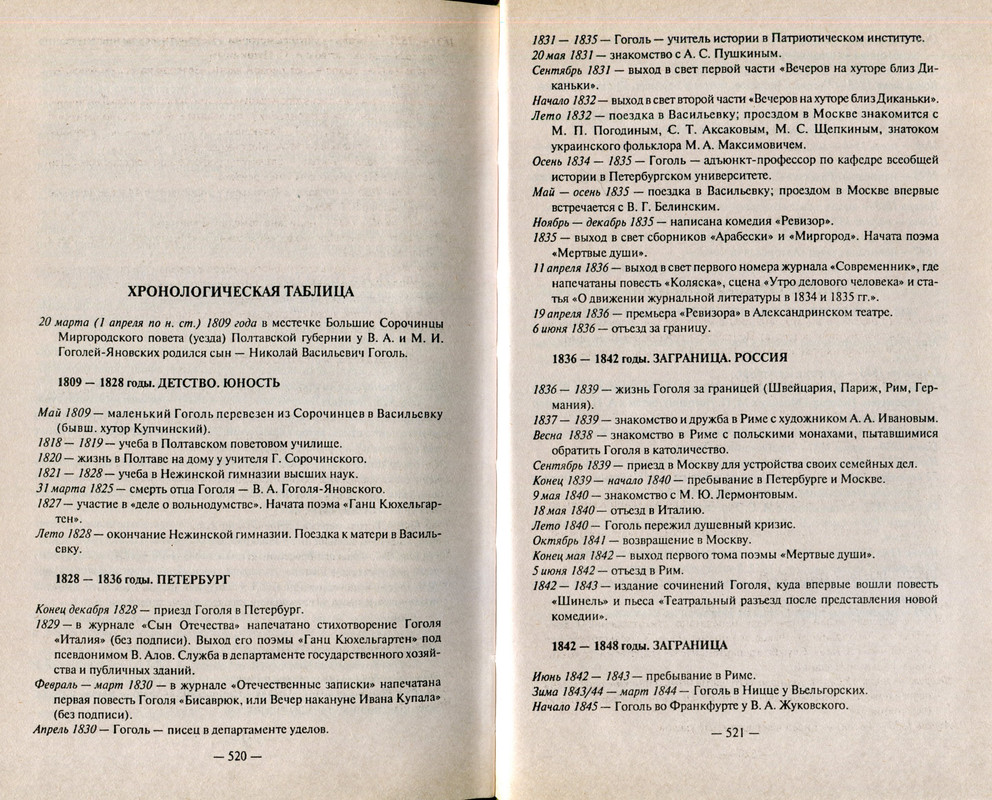 ХРОНОЛОГИЧЕСКАЯ ТАБЛИЦА
20 марта (1 апреля по н. ст.) 1809 года в местечке Большие Сорочинцы
Миргородского повета (уезда) Полтавской губернии у В. А. и М. И.
Гоголей-Яновских родился сын — Николай Васильевич Гоголь.
1809 — 1828 годы. ДЕТСТВО. ЮНОСТЬ
Май 1809 — маленький Гоголь перевезен из Сорочинцев в Васильевку
(бывш. хутор Купчинский).
1818 — 1819 — учеба в Полтавском поветовом училище.
1820 — жизнь в Полтаве на дому у учителя Г. Сорочинского.
1821 — 1828 — учеба в Нежинской гимназии высших наук.
31 марта 1825 — смерть отца Гоголя — В. А. Гоголя-Яновского.
1827 — участие в «деле о вольнодумстве». Начата поэма «Ганц Кюхельгар-
тен».
Лето 1828 — окончание Нежинской гимназии. Поездка к матери в Василь-
евку.
1828 — 1836 годы. ПЕТЕРБУРГ
Конец декабря 1828 — приезд Гоголя в Петербург.
1829 — в журнале «Сын Отечества» напечатано стихотворение Гоголя
«Италия» (без подписи). Выход его поэмы «Ганц Кюхельгартен» под
псевдонимом В. Алов. Служба в департаменте государственного хозяй-
ства и публичных зданий.
Февраль — март 1830 — в журнале «Отечественные записки» напечатана
первая повесть Гоголя «Бисаврюк, или Вечер накануне Ивана Купала»
(без подписи).
Апрель 1830 — Гоголь — писец в департаменте уделов.
— 520 —
1831 — 1835 — Гоголь — учитель истории в Патриотическом институте.
20 мая 1831 — знакомство с А. С. Пушкиным.
Сентябрь 1831 — выход в свет первой части «Вечеров на хуторе близ Ди-
каньки».
Начало 1832 — выход в свет второй части «Вечеров на хуторе близ Диканьки».
Лето 1832 — поездка в Васильевку; проездом в Москве знакомится с
М. П. Погодиным, С. Т. Аксаковым, М. С. Щепкиным, знатоком
украинского фольклора М. А. Максимовичем.
Осень 1834 — 1835 — Гоголь — адъюнкт-профессор по кафедре всеобщей
истории в Петербургском университете.
Май — осень 1835 — поездка в Васильевку; проездом в Москве впервые
встречается с В. Г. Белинским.
Ноябрь — декабрь 1835 — написана комедия «Ревизор».
1835 — выход в свет сборников «Арабески» и «Миргород». Начата поэма
«Мертвые души».
11 апреля 1836 — выход в свет первого номера журнала «Современник», где
напечатаны повесть «Коляска», сцена «Утро делового человека» и ста-
тья «О движении журнальной литературы в 1834 и 1835 гг.».
19 апреля 1836 — премьера «Ревизора» в Александринском театре.
6 июня 1836 — отъезд за границу.
1836 — 1842 годы. ЗАГРАНИЦА. РОССИЯ
1836 — 1839 — жизнь Гоголя за границей (Швейцария, Париж, Рим, Гер-
мания).
1837 — 1839 — знакомство и дружба в Риме с художником А. А. Ивановым.
Весна 1838 — знакомство в Риме с польскими монахами, пытавшимися
обратить Гоголя в католичество.
Сентябрь 1839 — приезд в Москву для устройства своих семейных дел.
Конец 1839 — начало 1840 — пребывание в Петербурге и Москве.
9 мая 1840 — знакомство с М. Ю. Лермонтовым.
18 мая 1840 — отъезд в Италию.
Лето 1840 — Гоголь пережил душевный кризис.
Октябрь 1841 — возвращение в Москву.
Конец мая 1842 — выход первого тома поэмы «Мертвые души».
5 июня 1842 — отъезд в Рим.
1842 — 1843 — издание сочинений Гоголя, куда впервые вошли повесть
«Шинель» и пьеса «Театральный разъезд после представления новой
комедии».
1842 — 1848 годы. ЗАГРАНИЦА
Июнь 1842 — 1843 — пребывание в Риме.
Зима 1843/44 — март 1844 — Гоголь в Ницце у Вьельгорских.
Начало 1845 — Гоголь во Франкфурте у В. А. Жуковского.
— 521 —